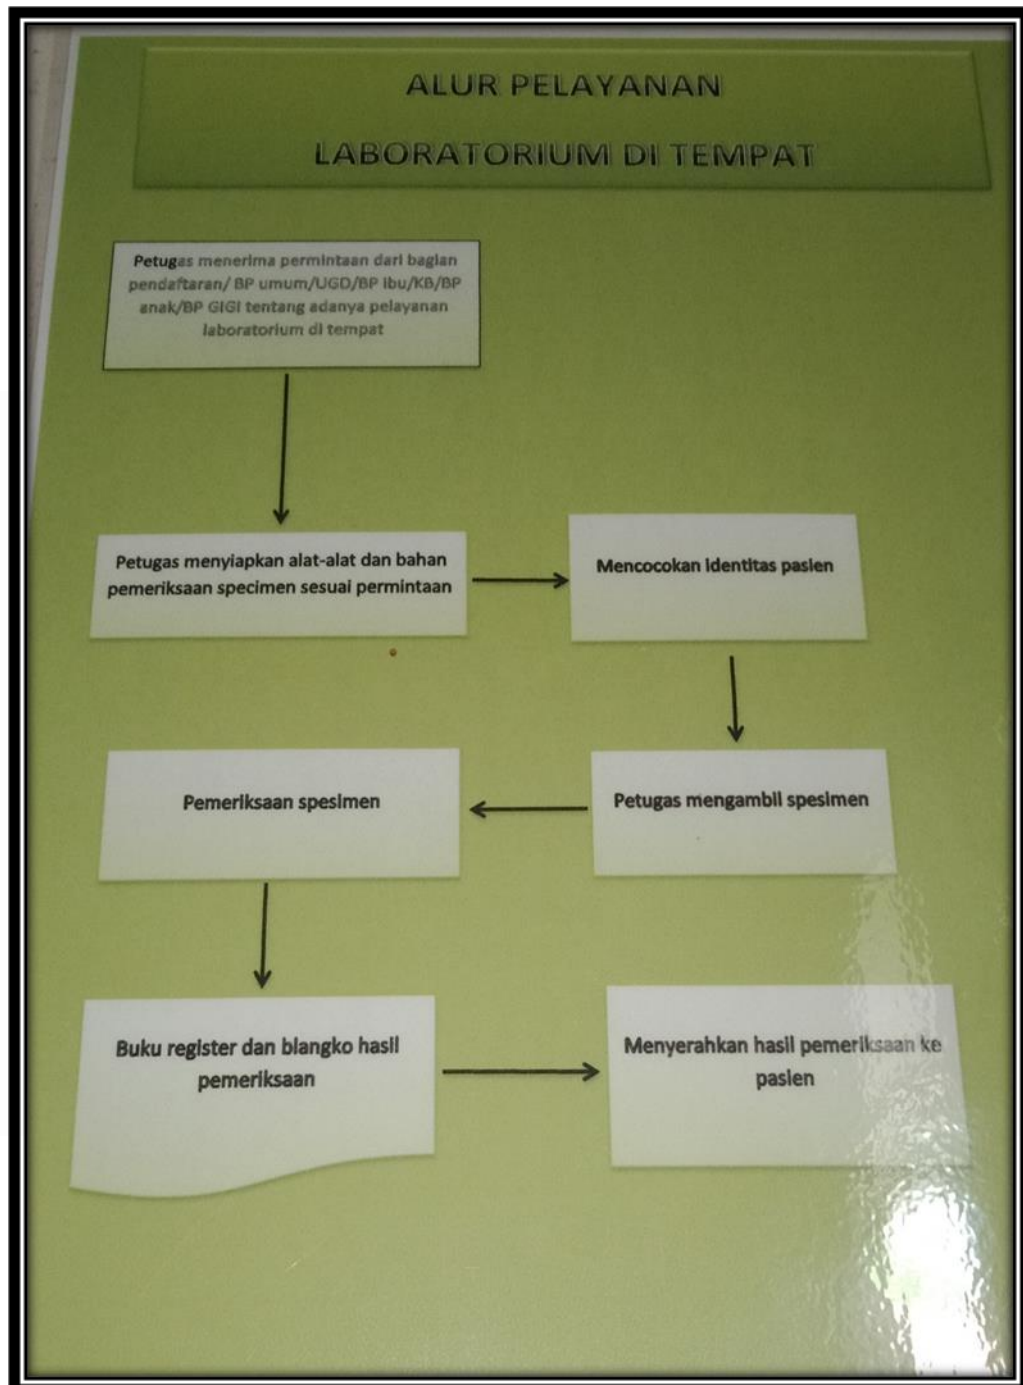 ALUR PELAYANAN
LABORATORIUM DI TEMPAT
Petugas menerima permintaan dari bagian
pendaftaran/ BP umum/UGD/BP ibu/KB/BP
anak/BP GIGI tentang adanya pelayanan
laboratorium di tempat
Petugas menyiapkan alat-alat dan bahan
pemeriksaan specimen sesuai permintaan
Mencocokan identitas pasien
Petugas mengambil spesimen
Pemeriksaan spesimen
Buku register dan blangko hasil
pemeriksaan
Menyerahkan hasil pemeriksaan ke
pasien